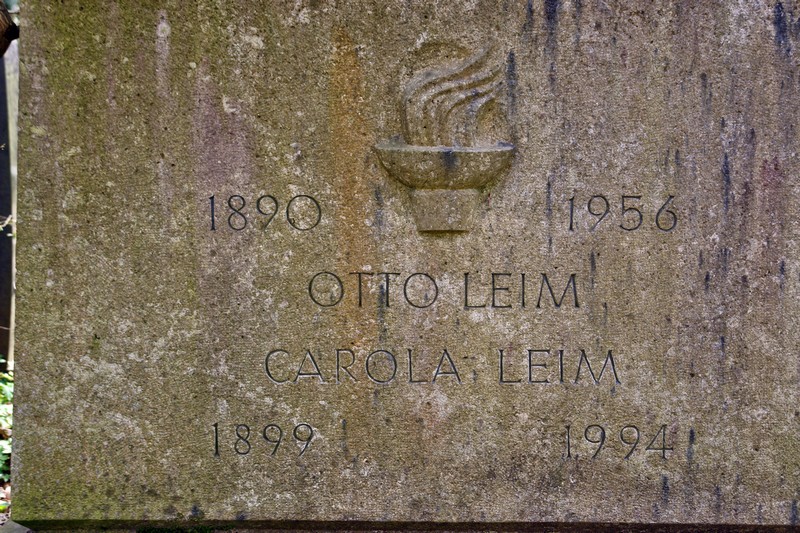 1890 1956
OTTO LEIM
CAROLA LEIM
1899 1994